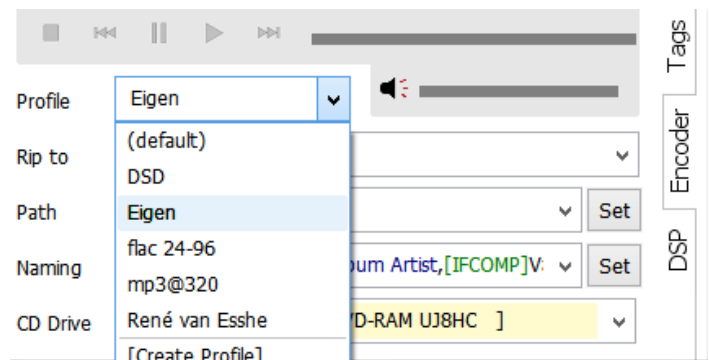 Tags
Profile
Eigen
(default)
Rip to
DSD
Encoder
Path
Eigen
Set
flac 24-96
Naming
Artist,[IFCOMP]V
Set
DSP
mp3@320
CD Drive
René van Esshe
D-RAM UJ8HC ]
[Create Profile]